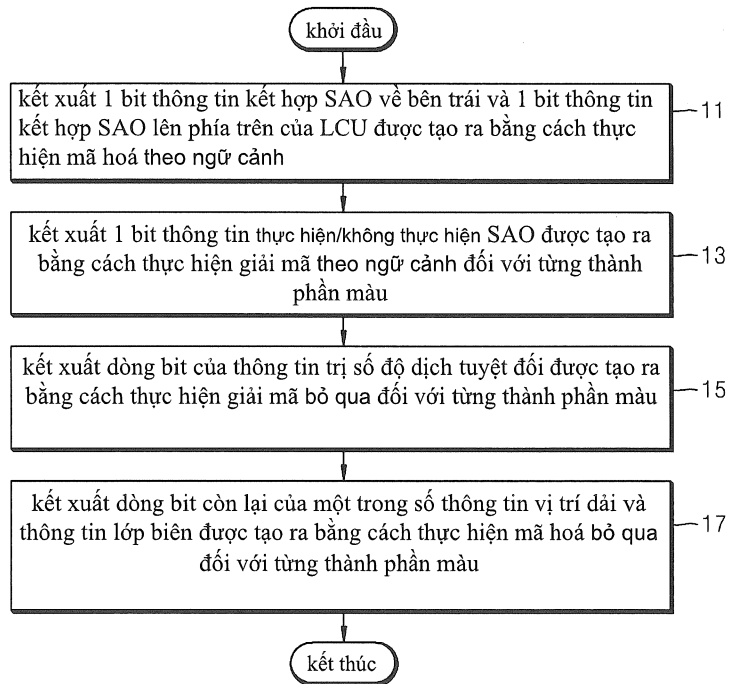 khởi đầu
kết xuất 1 bit thông tin kết hợp SAO về bên trái và 1 bit thông tin
kết hợp SAO lên phía trên của LCU được tạo ra bằng cách thực
hiện mã hoá theo ngữ cảnh
11
kết xuất 1 bit thông tin thực hiện/không thực hiện SAO được tạo ra
bằng cách thực hiện giải mã theo ngữ cảnh đối với từng thành
phần màu
13
kết xuất dòng bit của thông tin trị số độ dịch tuyệt đối được tạo ra
bằng cách thực hiện giải mã bỏ qua đối với từng thành phần màu
15
kết xuất dòng bit còn lại của một trong số thông tin vị trí dải và
thông tin lớp biên được tạo ra bằng cách thực hiện mã hoá bỏ qua
đối với từng thành phần màu
17
kết thúc